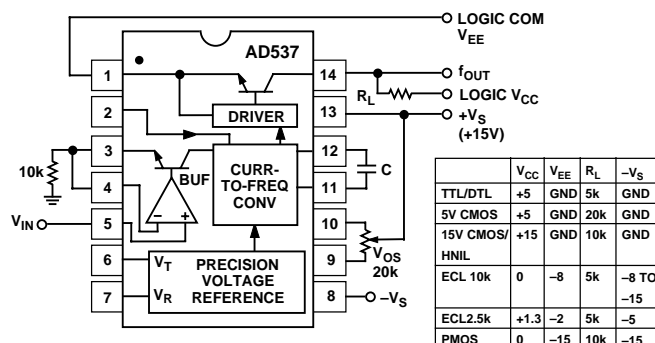 LOGIC COM
VEE
AD537
1
14
fOUT
RL
LOGIC VCC
2
DRIVER
13
+VS
(+15V)
10k
3
BUF
CURR-
TO-FREQ
CONV
12
C
4
11
VIN
5
10
VOS
20k
6
VT
PRECISION
VOLTAGE
REFERENCE
9
7
VR
8
–VS
– +
VCC VEE RL –VS
TTL/DTL +5 GND 5k GND
5V CMOS +5 GND 20k GND
15V CMOS/ +15 GND 10k GND
HNIL
ECL 10k 0 –8 5k –8 TO
–15
ECL2.5k +1.3 –2 5k –5
PMOS 0 –15 10k –15